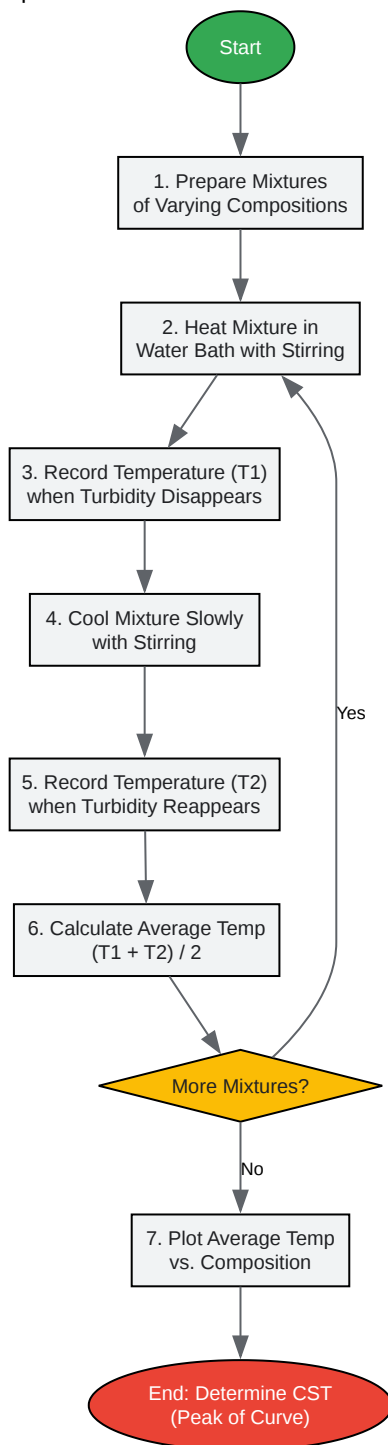 Start
1. Prepare Mixtures
of Varying Compositions
2. Heat Mixture in
Water Bath with Stirring
3. Record Temperature (T1)
when Turbidity Disappears
4. Cool Mixture Slowly
with Stirring
Yes
5. Record Temperature (T2)
when Turbidity Reappears
6. Calculate Average Temp
(T1 + T2) / 2
More Mixtures?
No
7. Plot Average Temp
vs. Composition
End: Determine CST
(Peak of Curve)